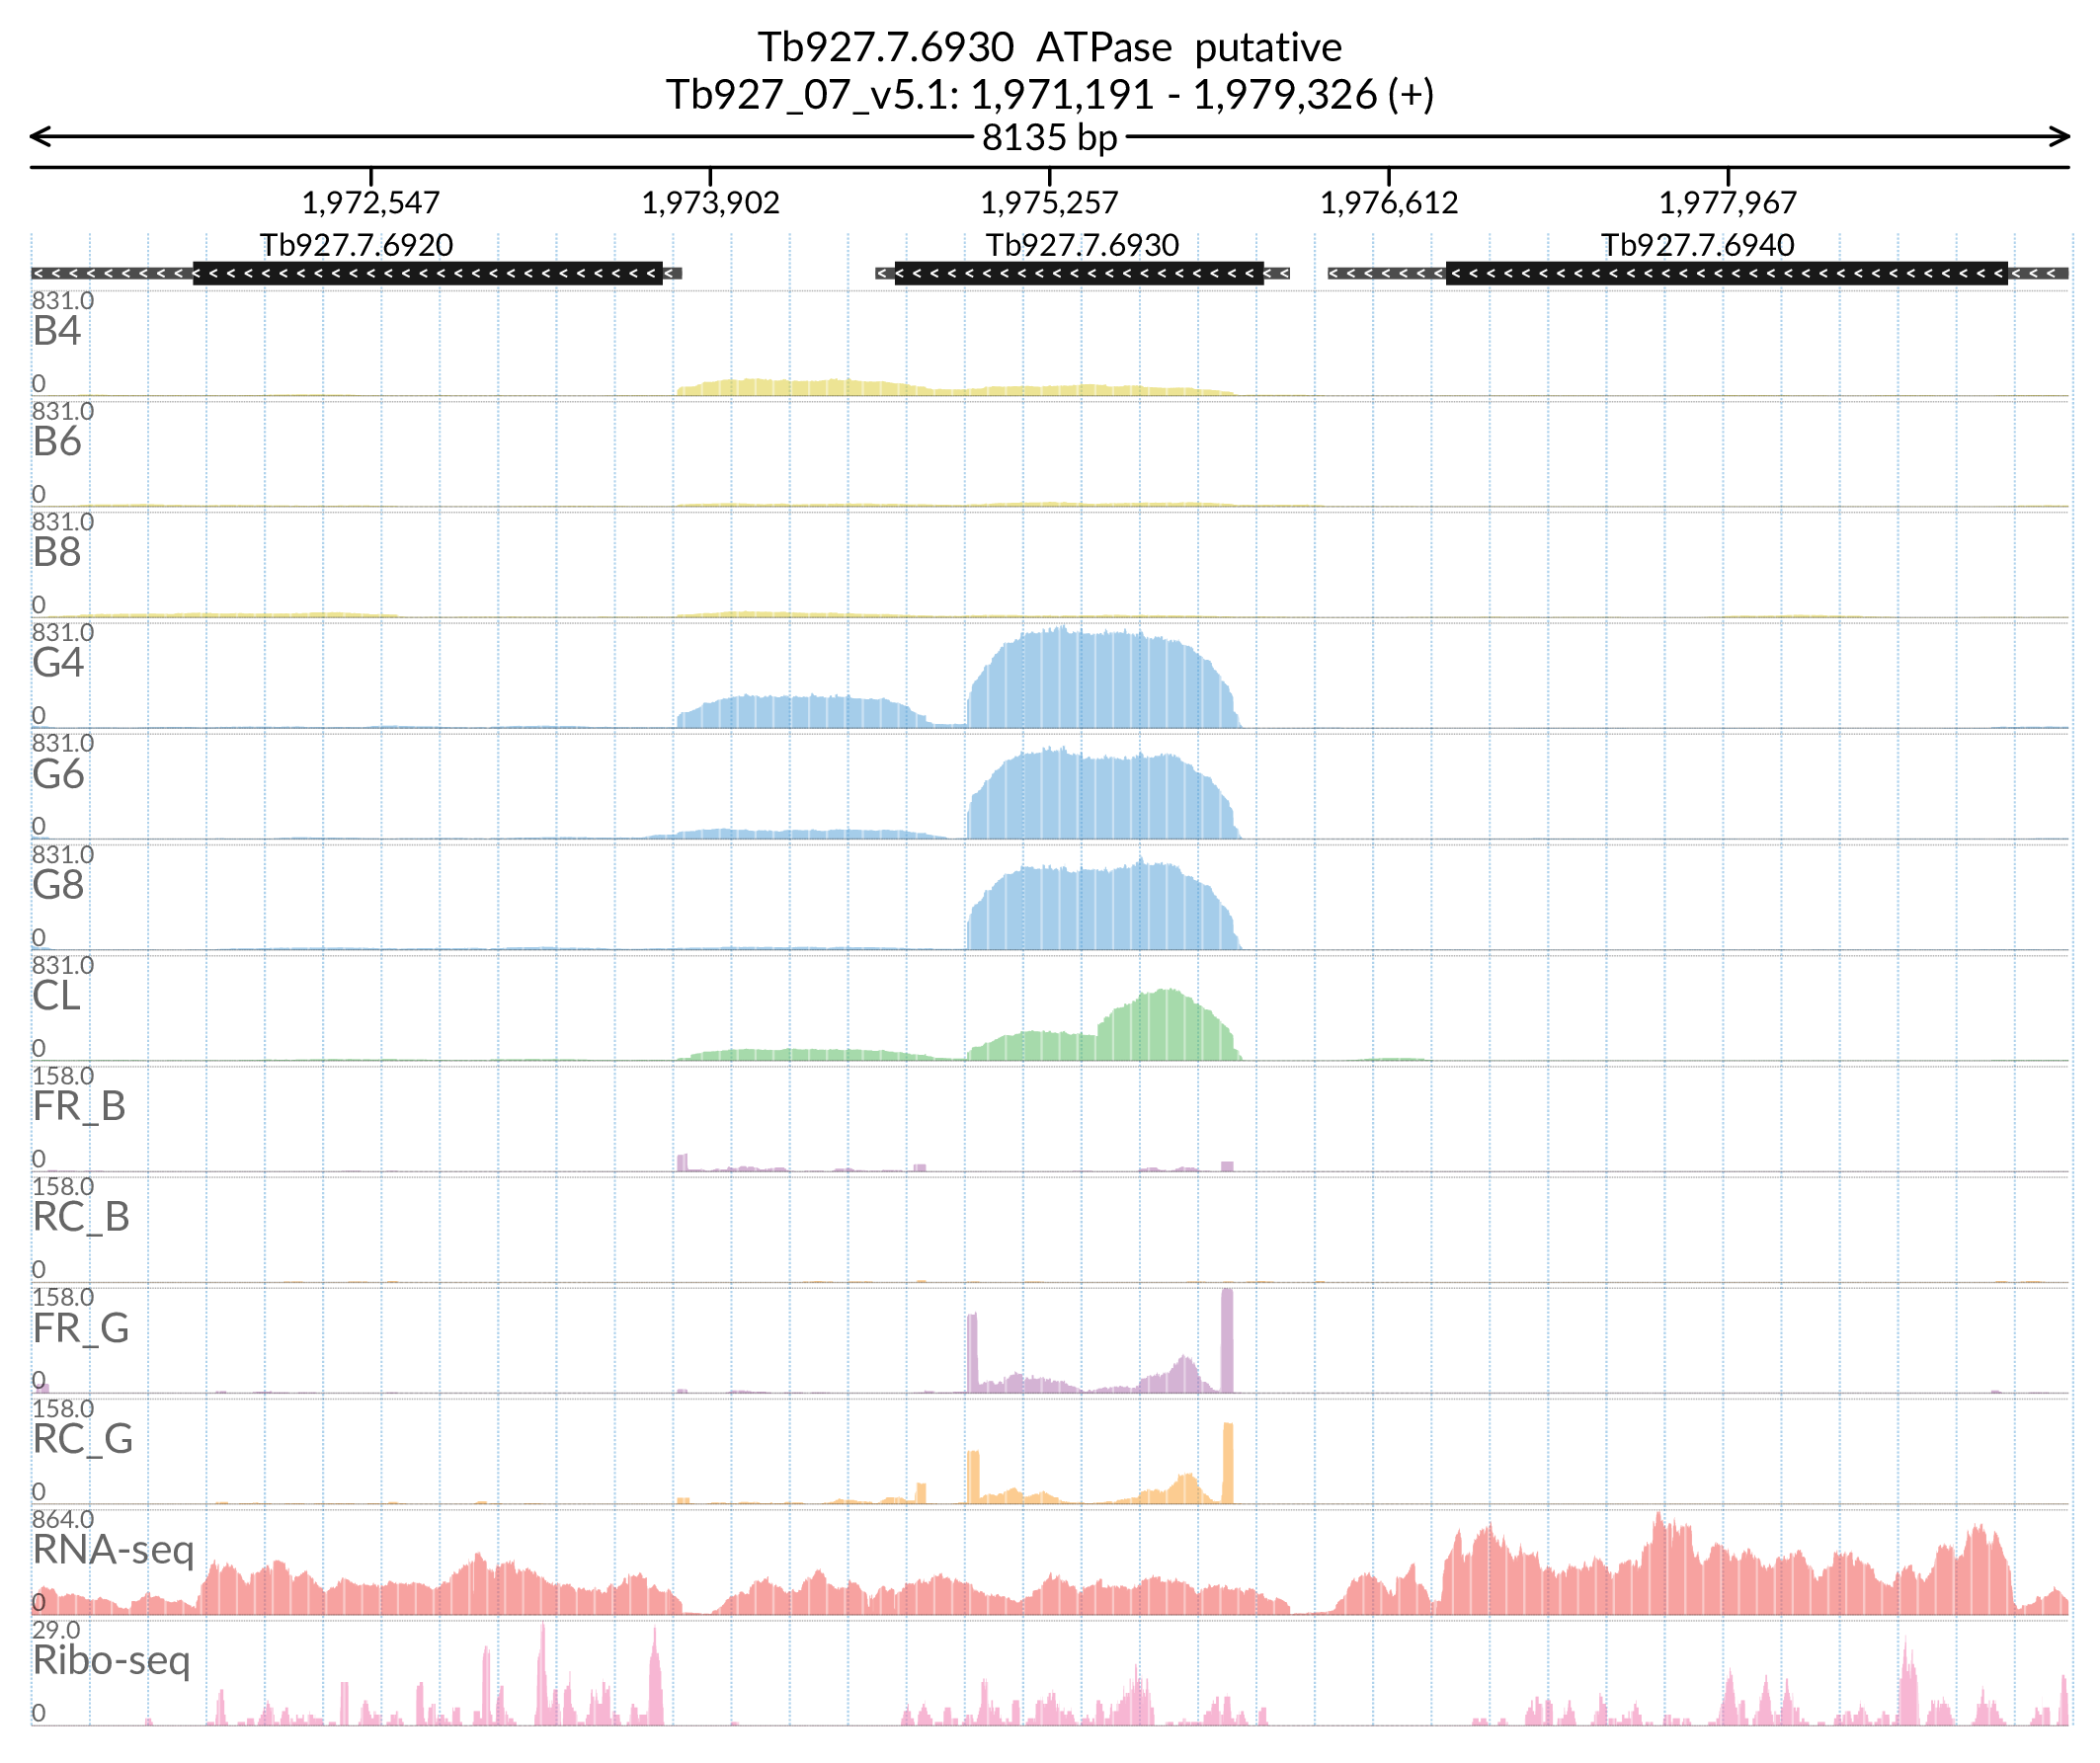 Tb927.7.6930 ATPase putative
Tb927_07_v5.1: 1,971,191 - 1,979,326 (+)
8135 bp
1,972,547 1,973,902 1,975,257 1,976,612 1,977,967
Tb927.7.6920 Tb927.7.6930 Tb927.7.6940
831.0
B4
0
831.0
B6
0
831.0
B8
0
831.0
G4
0
831.0
G6
0
831.0
G8
0
831.0
CL
0
158.0
FR_B
0
158.0
RC_B
0
158.0
FR_G
0
158.0
RC_G
0
864.0
RNA-seq
0
29.0
Ribo-seq
0